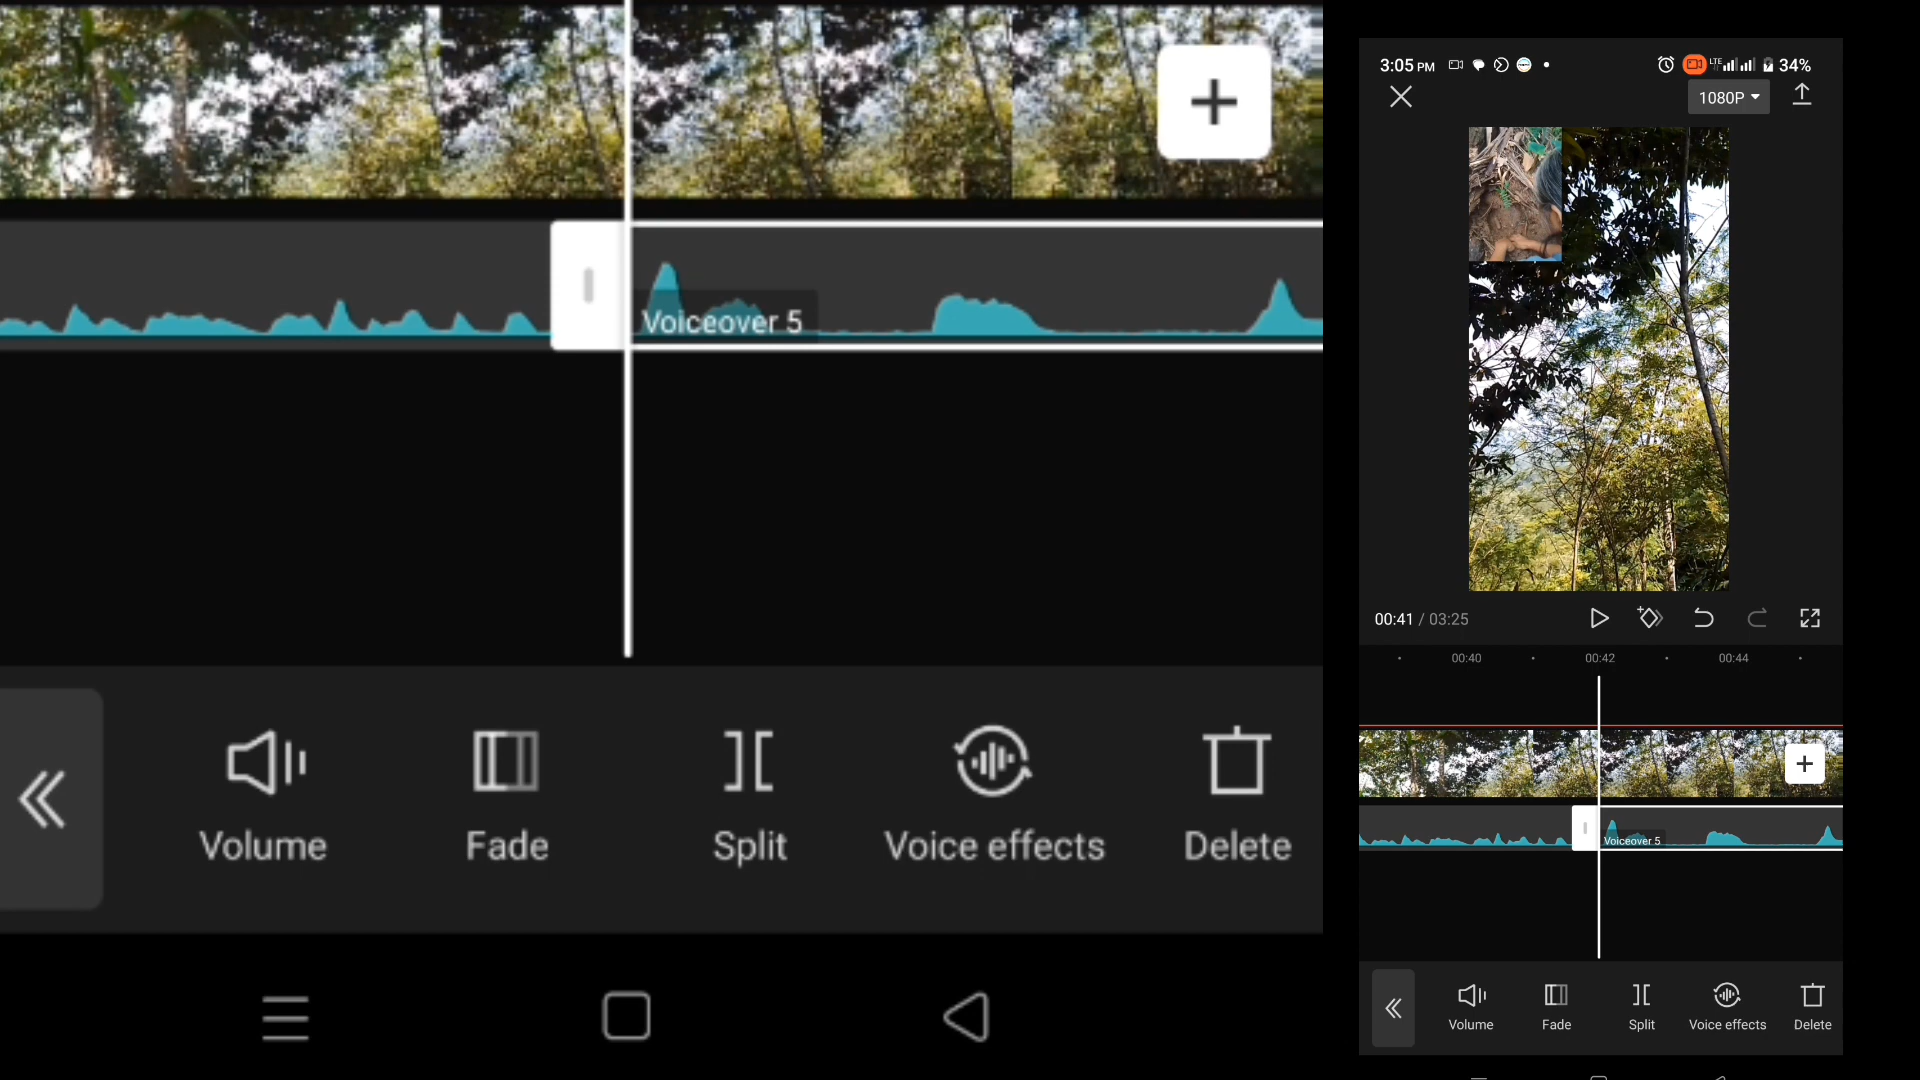 Voiceover 5
Volume
Fade
Split
Voice effects
Delete
3:05 PM
LTE
34%
1080P
00:41 / 03:25
00:40
00:42
00:44
Voiceover 5
Volume
Fade
Split
Voice effects
Delete